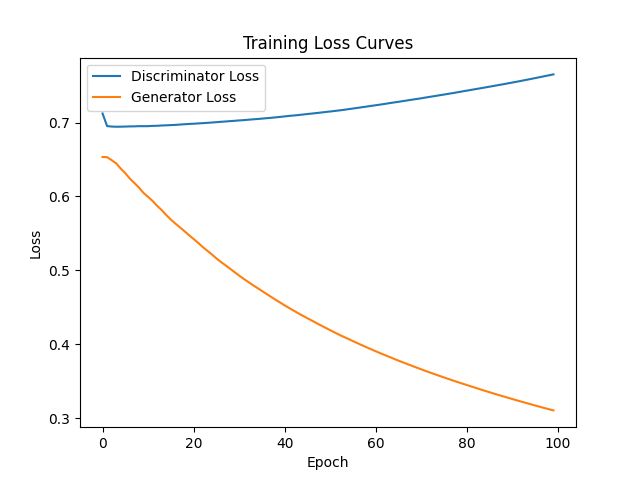 Training Loss Curves
Discriminator Loss
Generator Loss
0.7
0.6
0.5
0.4
0.3
Loss
0 20 40 60 80 100
Epoch